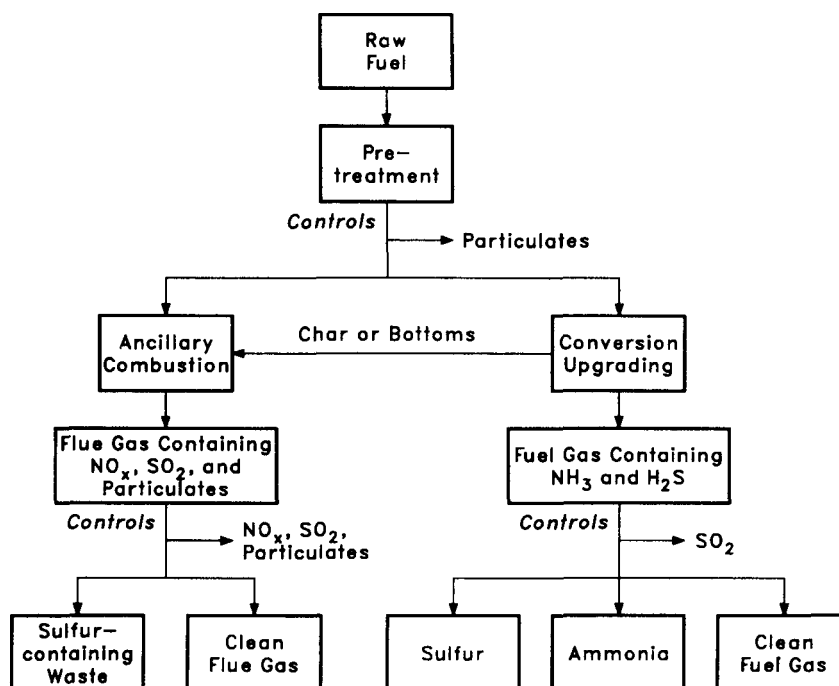 Raw
Fuel
Pre-
treatment
Controls
Particulates
Ancillary
Combustion
Char or Bottoms
Conversion
Upgrading
Flue Gas Containing
NOₓ, SO₂, and
Particulates
Fuel Gas Containing
NH₃ and H₂S
Controls
NOₓ, SO₂,
Particulates
Controls
SO₂
Sulfur-
containing
Waste
Clean
Flue Gas
Sulfur
Ammonia
Clean
Fuel Gas